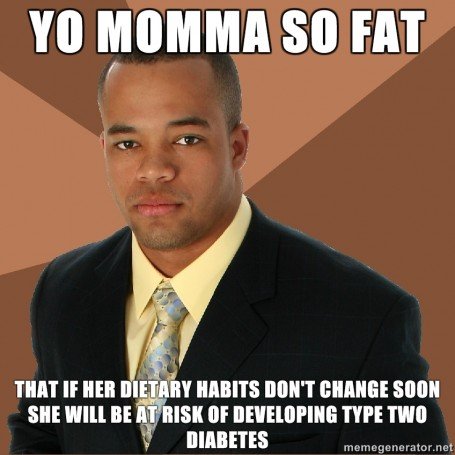 YO MOMMA SO FAT
THAT IF HER DIETARY HABITS DON'T CHANGE SOON
SHE WILL BE AT RISK OF DEVELOPING TYPE TWO
DIABETES
memegenerator.net